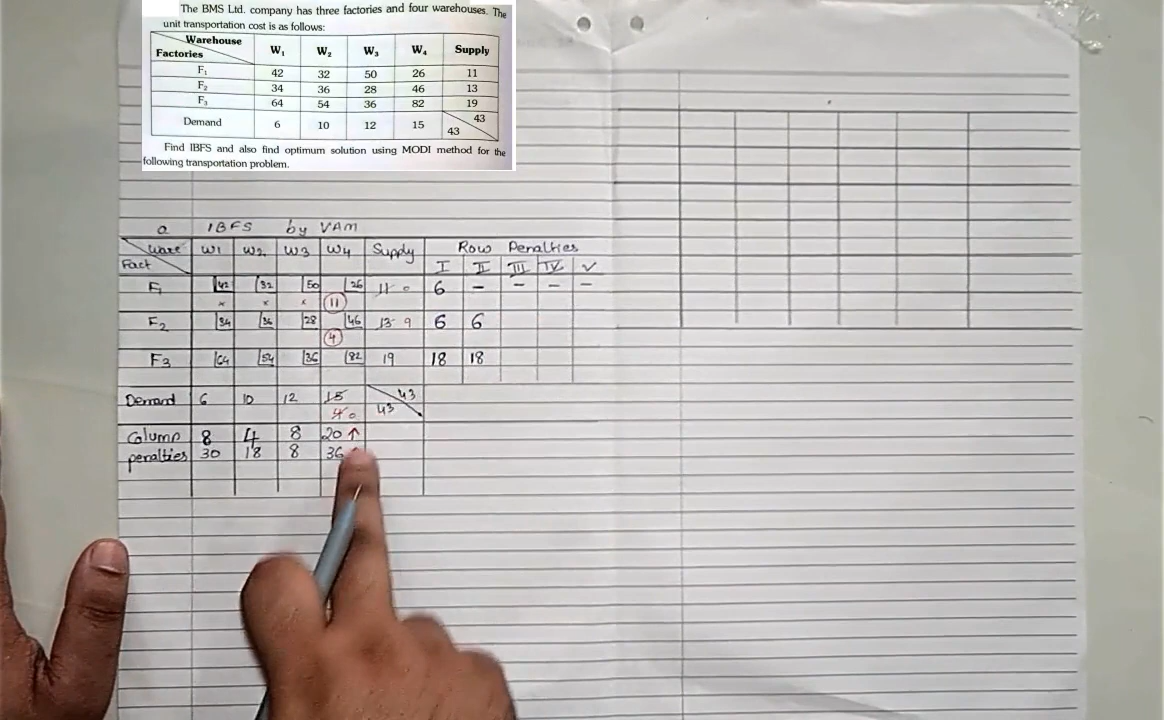 The BMS Ltd. company has three factories and four warehouses. The
unit transportation cost is as follows:
Warehouse
Factories W₁ W₂ W₃ W₄ Supply
F₁ 42 32 50 26 11
F₂ 34 36 28 46 13
F₃ 64 54 36 82 19
Demand 6 10 12 15 43 43
Find IBFS and also find optimum solution using MODI method for the
following transportation problem.
a IBFS by VAM
Ware W1 W2 W3 W4 Supply Row Penalties
Fact I II III IV V
F1 42 32 50 26 11 0 6 - - - -
x x x 11
F2 34 36 28 46 13 9 6 6
4
F3 64 54 36 82 19 18 18
Demand 6 10 12 15 43
4 0 43
Column 8 4 8 20 ↑
penalties 30 18 8 36